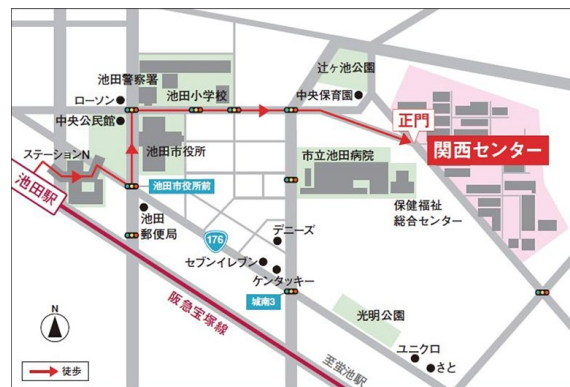 池田警察署
ローソン
池田小学校
中央公民館
ステーションN
池田市役所
池田駅
池田市役所前
池田
郵便局
176
デニーズ
セブンイレブン
ケンタッキー
城南3
阪急宝塚線
至蛍池駅
辻ヶ池公園
中央保育園
正門
関西センター
市立池田病院
保健福祉
総合センター
光明公園
ユニクロ
さと
N
徒歩